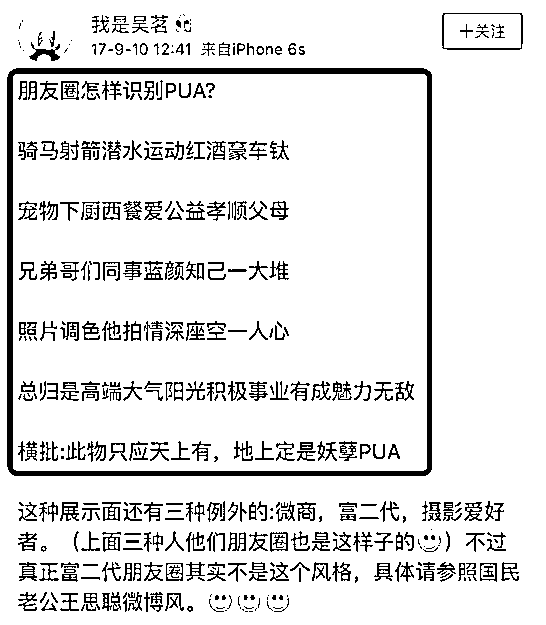 我是吴茗
17-9-10 12:41 来自iPhone 6s
+关注
朋友圈怎样识别PUA?
骑马射箭潜水运动红酒豪车钛
宠物下厨西餐爱公益孝顺父母
兄弟哥们同事蓝颜知己一大堆
照片调色他拍情深座空一人心
总归是高端大气阳光积极事业有成魅力无敌
横批:此物只应天上有，地上定是妖孽PUA
这种展示面还有三种例外的:微商，富二代，摄影爱好
者。（上面三种人他们朋友圈也是这样子的）不过
真正富二代朋友圈其实不是这个风格，具体请参照国民
老公王思聪微博风。